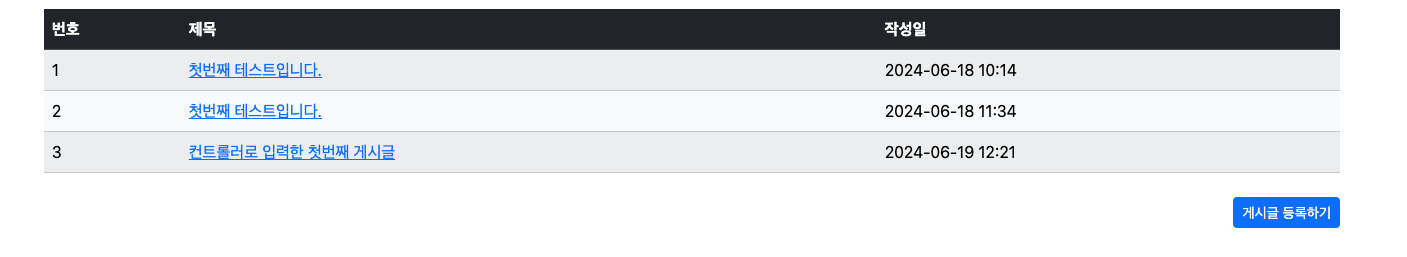 번호 제목 작성일
1 첫번째 테스트입니다. 2024-06-18 10:14
2 첫번째 테스트입니다. 2024-06-18 11:34
3 컨트롤러로 입력한 첫번째 게시글 2024-06-19 12:21
게시글 등록하기